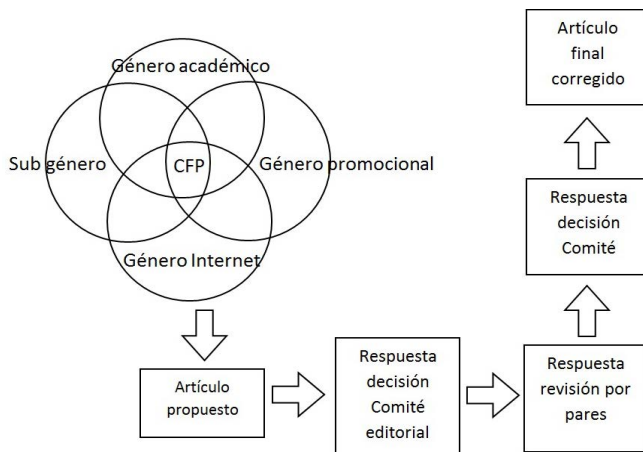 Género académico
Sub género
CFP
Género promocional
Género Internet
Artículo
propuesto
Respuesta
decisión
Comité
editorial
Respuesta
revisión por
pares
Respuesta
decisión
Comité
Artículo
final
corregido